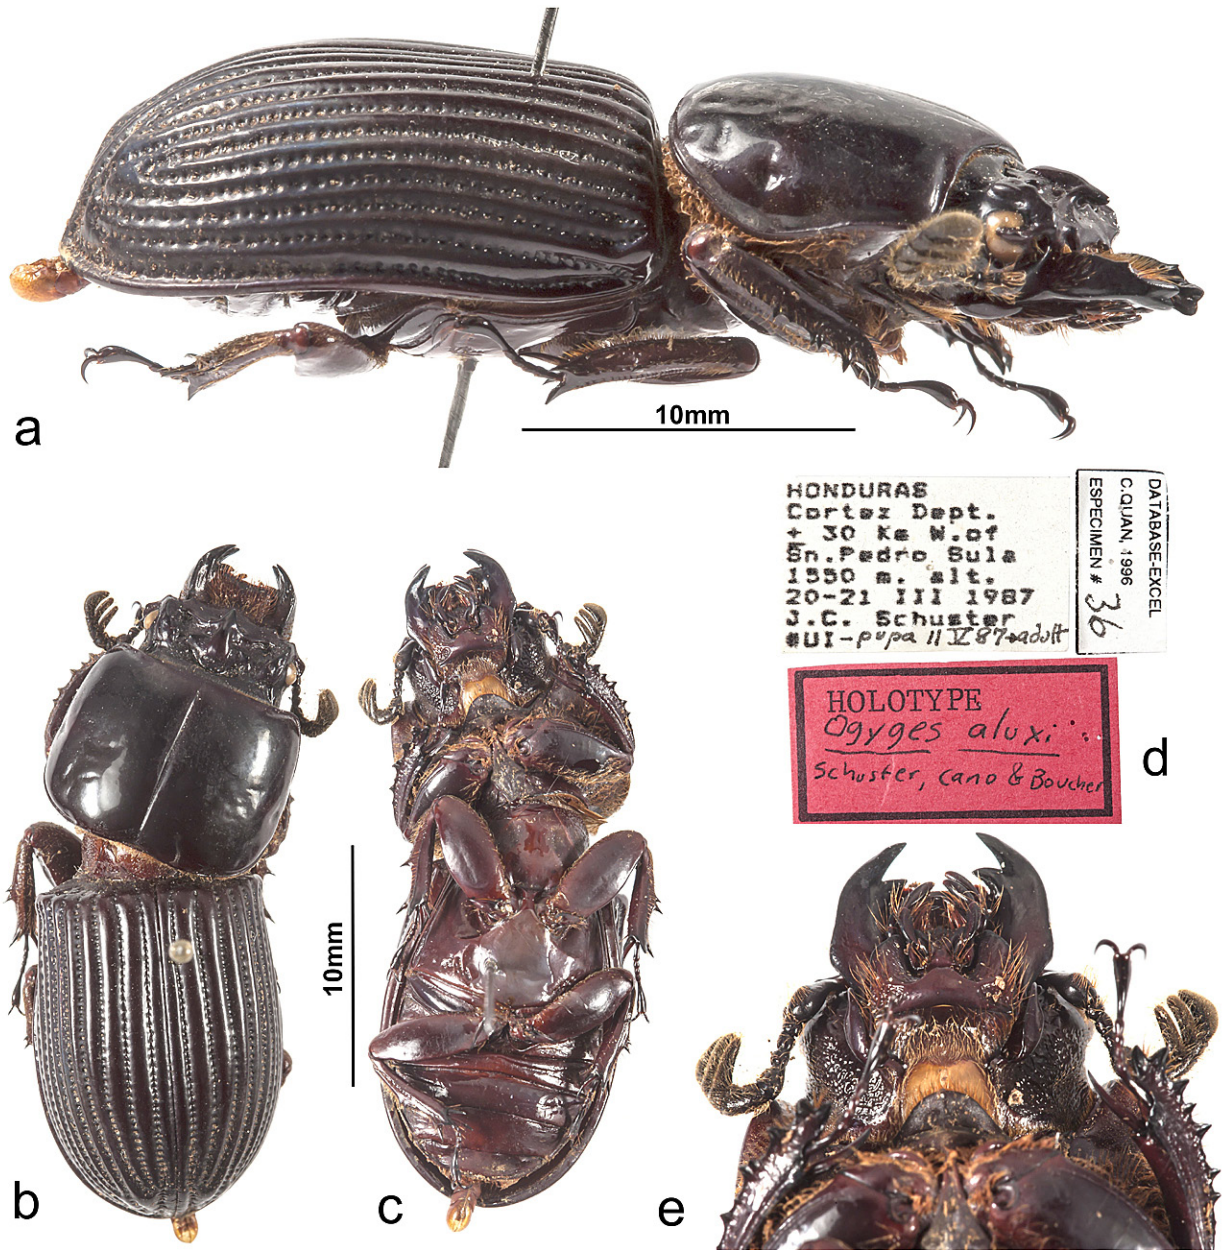 10mm
a
HONDURAS
Cortez Dept.
+ 30 Km W.of
Sn.Pedro Sula
1550 m. alt.
20-21 III 1987
J.C. Schuster
#UI-pupa 11 V 87→adult
DATABASE-EXCEL
C.QUAN, 1996
ESPECIMEN # 36
HOLOTYPE
Ogyges aluxi
Schuster, Cano & Boucher
d
10mm
b
c
e